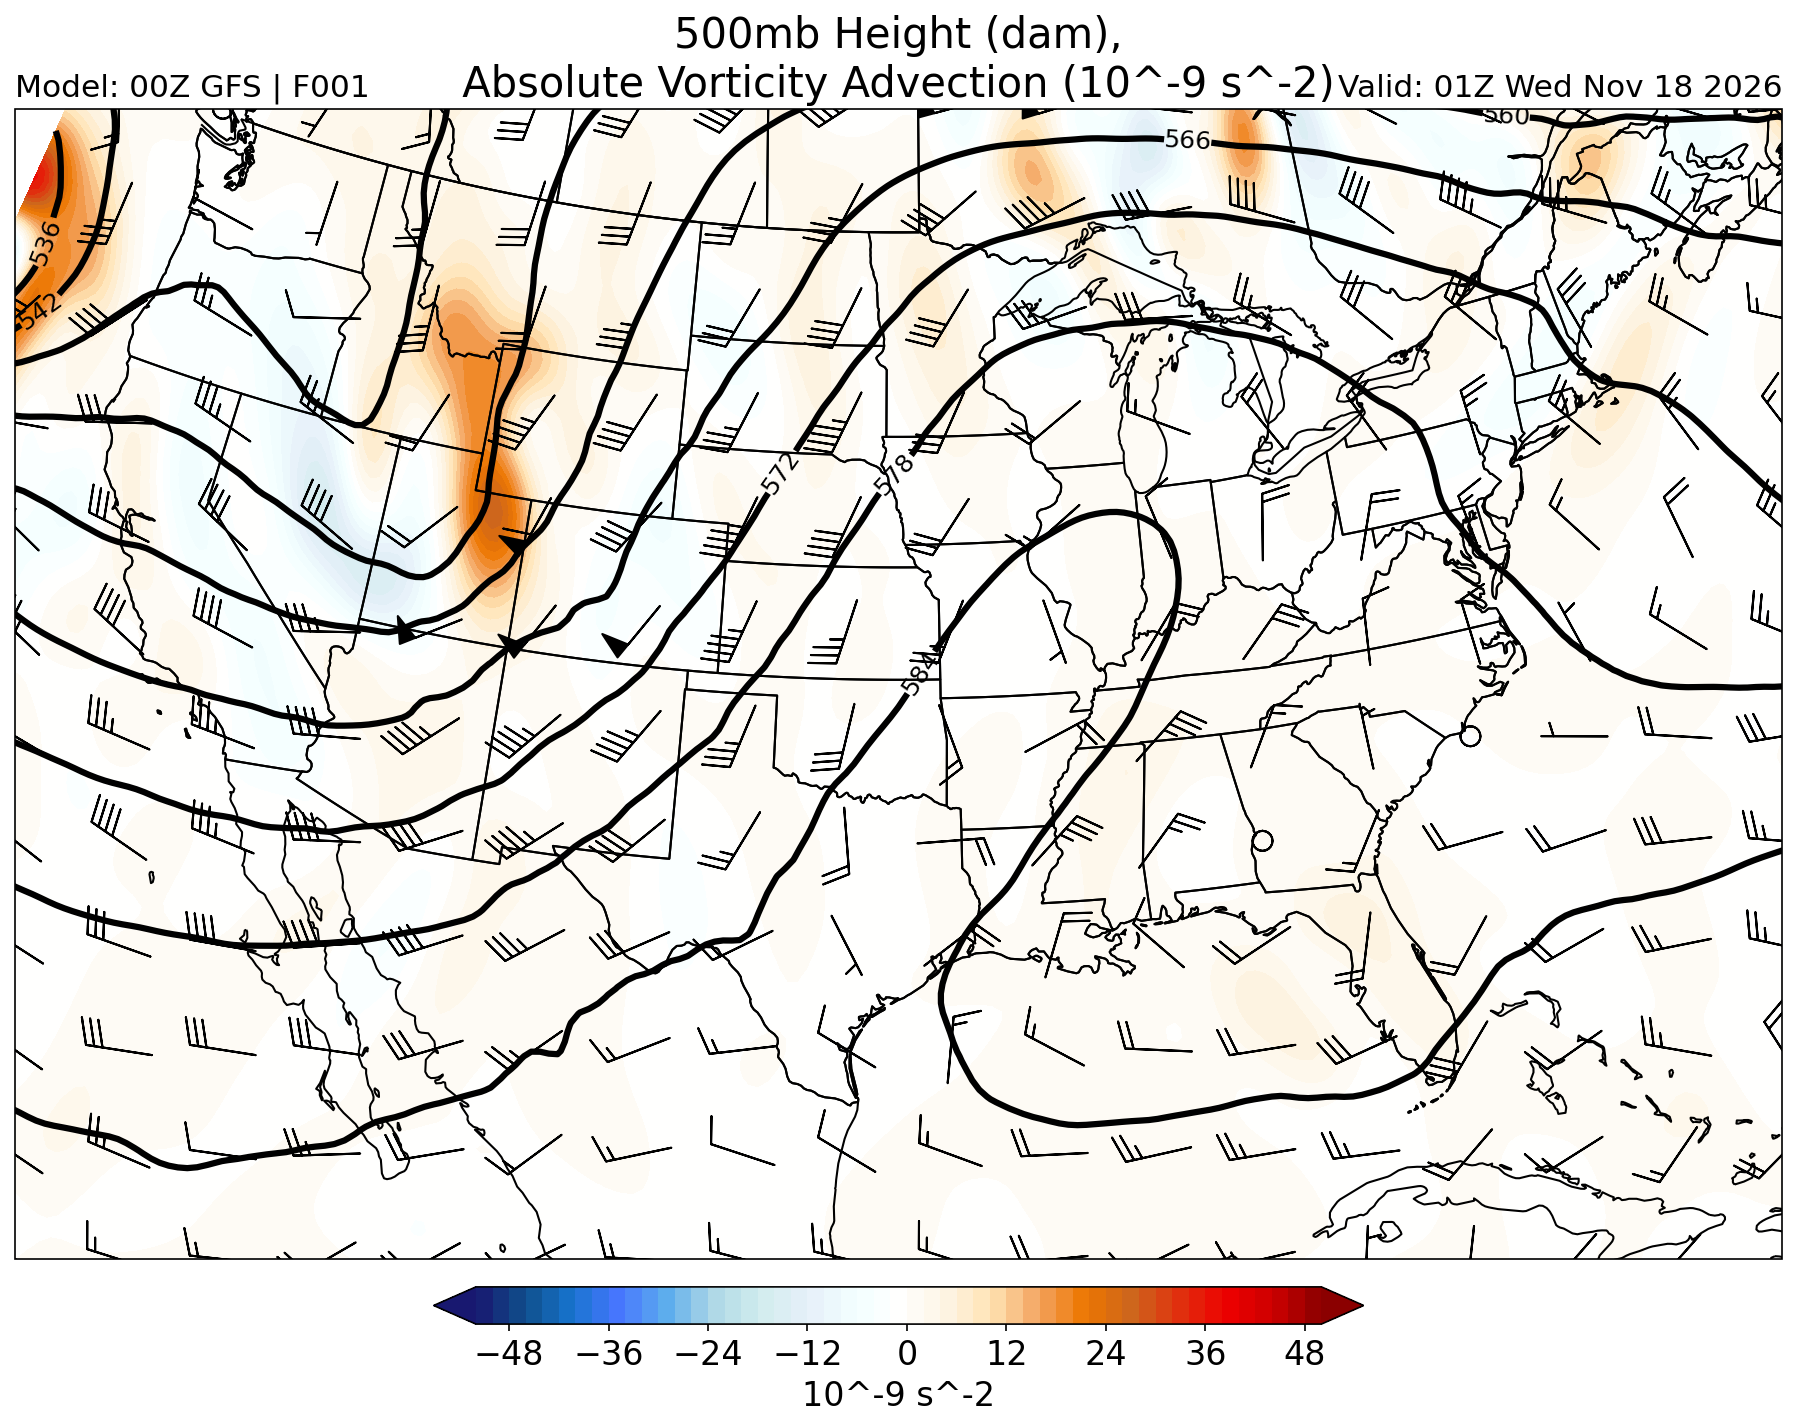 500mb Height (dam),
Model: 00Z GFS | F001 Absolute Vorticity Advection (10^-9 s^-2) Valid: 01Z Wed Nov 18 2026
560
566
536
542
572
578
584
−48 −36 −24 −12 0 12 24 36 48
10^-9 s^-2